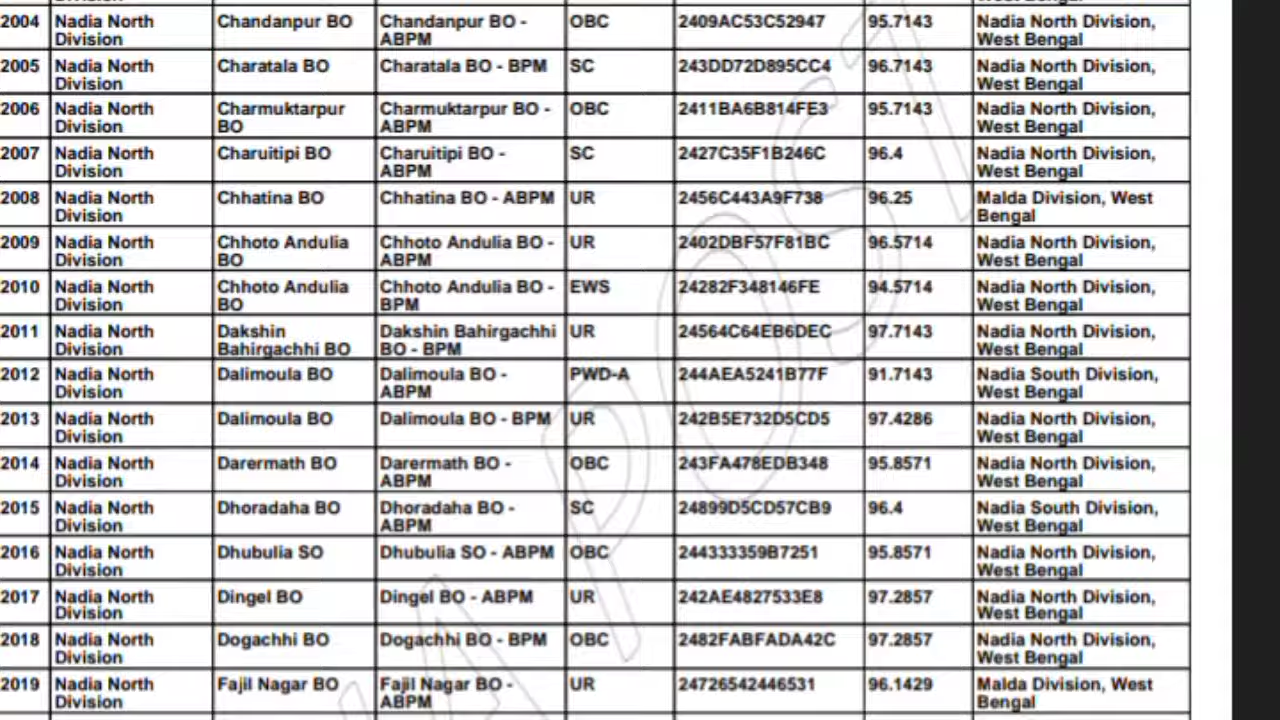 2004 Nadia North Chandanpur BO Chandanpur BO - OBC 2409AC53C52947 95.7143 Nadia North Division,
Division ABPM West Bengal
2005 Nadia North Charatala BO Charatala BO - BPM SC 243DD72D895CC4 96.7143 Nadia North Division,
Division West Bengal
2006 Nadia North Charmuktarpur Charmuktarpur BO - OBC 2411BA6B814FE3 95.7143 Nadia North Division,
Division BO ABPM West Bengal
2007 Nadia North Charuitipi BO Charuitipi BO - SC 2427C35F1B246C 96.4 Nadia North Division,
Division ABPM West Bengal
2008 Nadia North Chhatina BO Chhatina BO - ABPM UR 2456C443A9F738 96.25 Malda Division, West
Division Bengal
2009 Nadia North Chhoto Andulia Chhoto Andulia BO - UR 2402DBF57F81BC 96.5714 Nadia North Division,
Division BO ABPM West Bengal
2010 Nadia North Chhoto Andulia Chhoto Andulia BO - EWS 24282F348146FE 94.5714 Nadia North Division,
Division BO BPM West Bengal
2011 Nadia North Dakshin Dakshin Bahirgachhi UR 24564C64EB6DEC 97.7143 Nadia North Division,
Division Bahirgachhi BO BO - BPM West Bengal
2012 Nadia North Dalimoula BO Dalimoula BO - PWD-A 244AEA5241B77F 91.7143 Nadia South Division,
Division ABPM West Bengal
2013 Nadia North Dalimoula BO Dalimoula BO - BPM UR 242B5E732D5CD5 97.4286 Nadia North Division,
Division West Bengal
2014 Nadia North Darermath BO Darermath BO - OBC 243FA478EDB348 95.8571 Nadia North Division,
Division ABPM West Bengal
2015 Nadia North Dhoradaha BO Dhoradaha BO - SC 24899D5CD57CB9 96.4 Nadia South Division,
Division ABPM West Bengal
2016 Nadia North Dhubulia SO Dhubulia SO - ABPM OBC 244333359B7251 95.8571 Nadia North Division,
Division West Bengal
2017 Nadia North Dingel BO Dingel BO - ABPM UR 242AE4827533E8 97.2857 Nadia North Division,
Division West Bengal
2018 Nadia North Dogachhi BO Dogachhi BO - BPM OBC 2482FABFADA42C 97.2857 Nadia North Division,
Division West Bengal
2019 Nadia North Fajil Nagar BO Fajil Nagar BO - UR 24726542446531 96.1429 Malda Division, West
Division ABPM Bengal